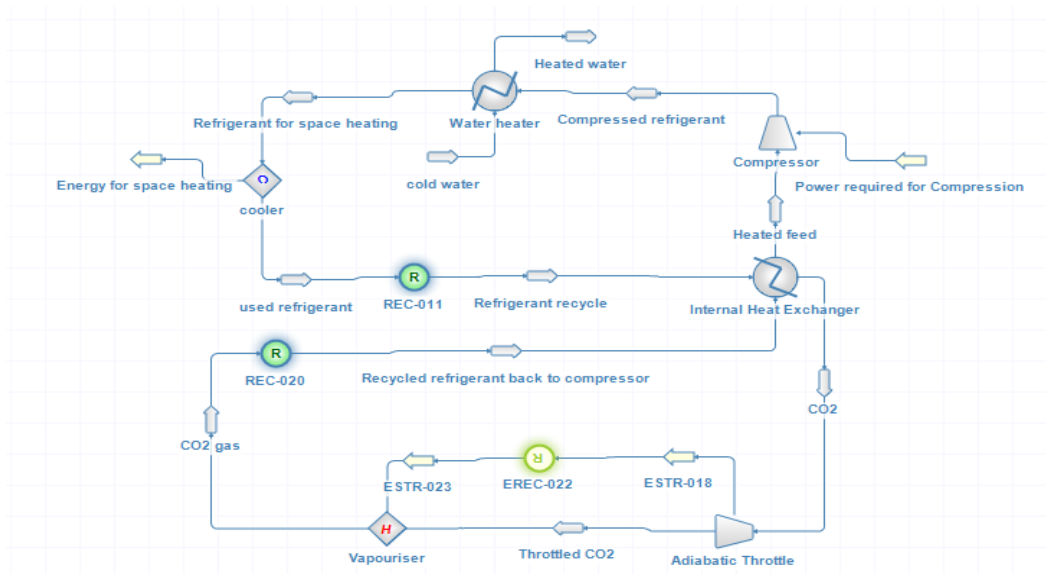 Heated water
Refrigerant for space heating
Water heater
Compressed refrigerant
Compressor
Energy for space heating
cold water
Power required for Compression
C
cooler
Heated feed
R
used refrigerant
REC-011
Refrigerant recycle
Internal Heat Exchanger
R
REC-020
Recycled refrigerant back to compressor
CO2
CO2 gas
R
ESTR-023
EREC-022
ESTR-018
H
Vapouriser
Throttled CO2
Adiabatic Throttle